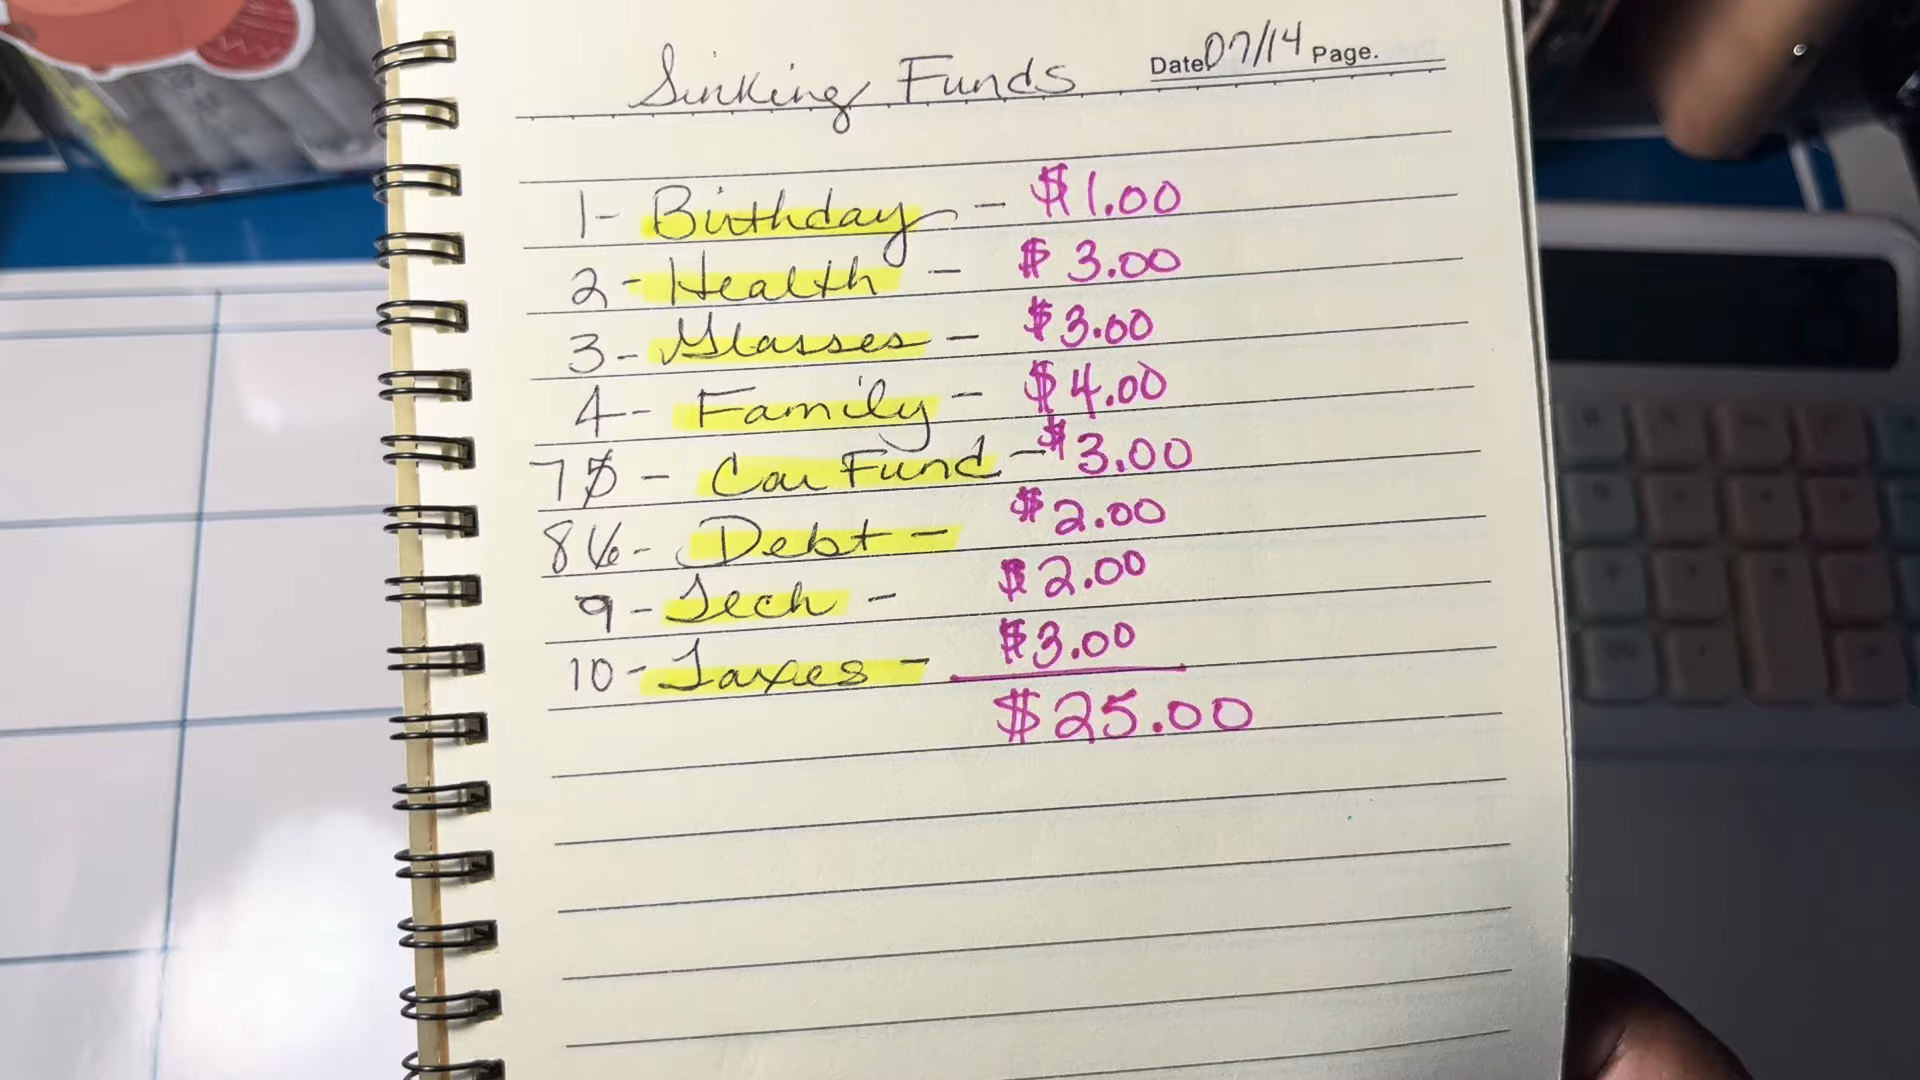 Sinking Funds Date 07/14 Page.
1- Birthday - $1.00
2- Health - $3.00
3- Glasses - $3.00
4- Family - $4.00
7 5 - Car Fund - $3.00
8 6 - Debt - $2.00
9 - Tech - $2.00
10 - Taxes - $3.00
$25.00